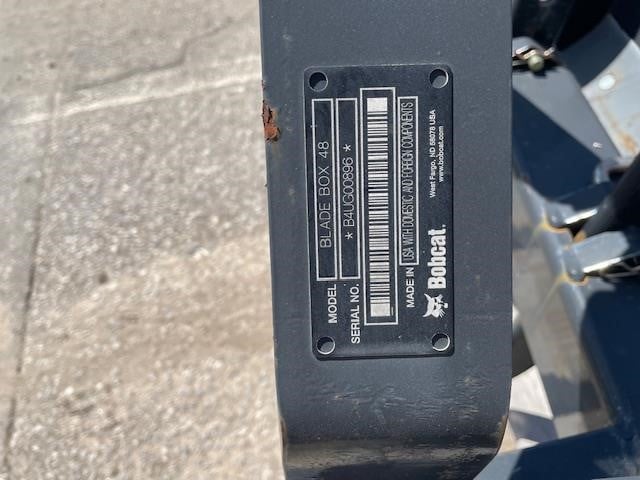 MODEL BLADE BOX 48
SERIAL NO. * B4UG00896 *
MADE IN USA WITH DOMESTIC AND FOREIGN COMPONENTS
Bobcat.
West Fargo, ND 58078 USA
www.bobcat.com